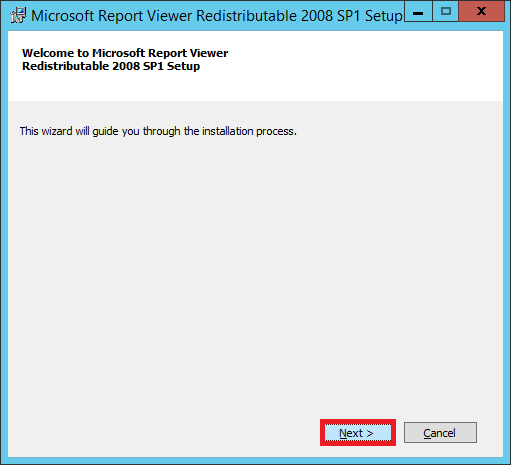 Microsoft Report Viewer Redistributable 2008 SP1 Setup
Welcome to Microsoft Report Viewer
Redistributable 2008 SP1 Setup
This wizard will guide you through the installation process.
Next > Cancel